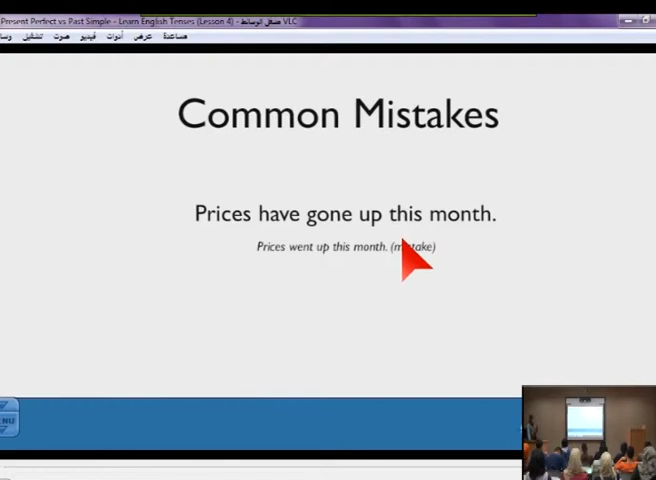 Present Perfect vs Past Simple - Learn English Tenses (Lesson 4) - مشغل الوسائط VLC
تشغيل صوت فيديو أدوات عرض مساعدة
Common Mistakes
Prices have gone up this month.
Prices went up this month. (mistake)